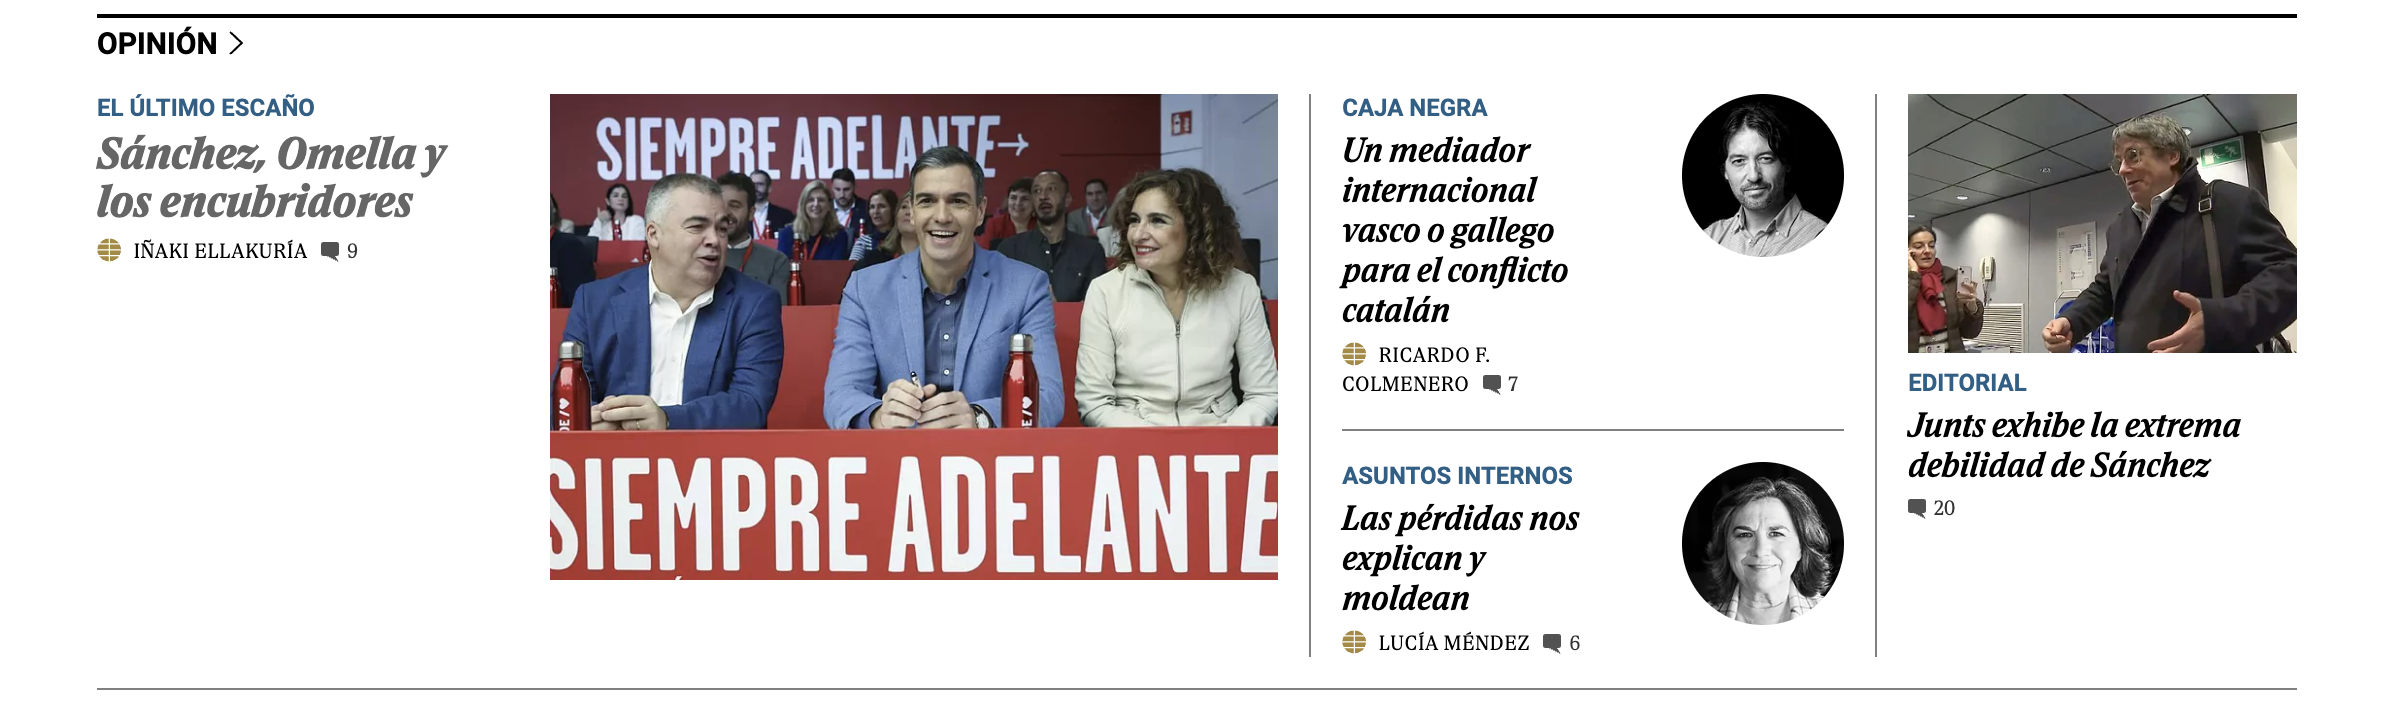 OPINIÓN
EL ÚLTIMO ESCAÑO
Sánchez, Omella y
los encubridores
IÑAKI ELLAKURÍA 9
SIEMPRE ADELANTE→
SIEMPRE ADELANTE
CAJA NEGRA
Un mediador
internacional
vasco o gallego
para el conflicto
catalán
RICARDO F.
COLMENERO 7
ASUNTOS INTERNOS
Las pérdidas nos
explican y
moldean
LUCÍA MÉNDEZ 6
EDITORIAL
Junts exhibe la extrema
debilidad de Sánchez
20